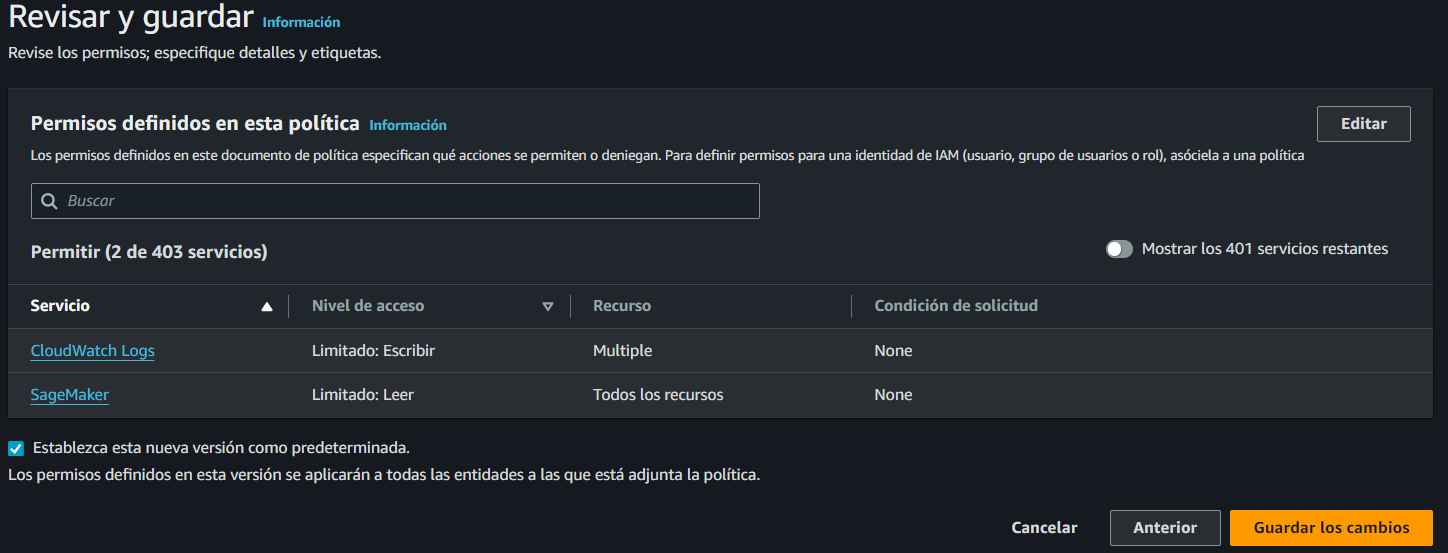 Revisar y guardar Información
Revise los permisos; especifique detalles y etiquetas.
Permisos definidos en esta política Información
Editar
Los permisos definidos en este documento de política especifican qué acciones se permiten o deniegan. Para definir permisos para una identidad de IAM (usuario, grupo de usuarios o rol), asóciela a una política
Buscar
Permitir (2 de 403 servicios)
Mostrar los 401 servicios restantes
Servicio Nivel de acceso Recurso Condición de solicitud
CloudWatch Logs Limitado: Escribir Multiple None
SageMaker Limitado: Leer Todos los recursos None
Establezca esta nueva versión como predeterminada.
Los permisos definidos en esta versión se aplicarán a todas las entidades a las que está adjunta la política.
Cancelar Anterior Guardar los cambios